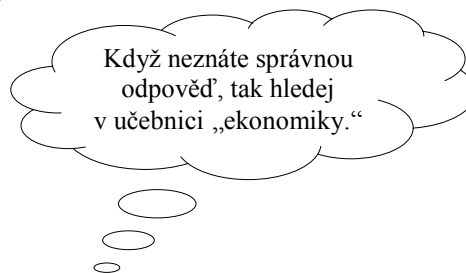 Když neznáte správnou
odpověď, tak hledej
v učebnici „ekonomiky.“